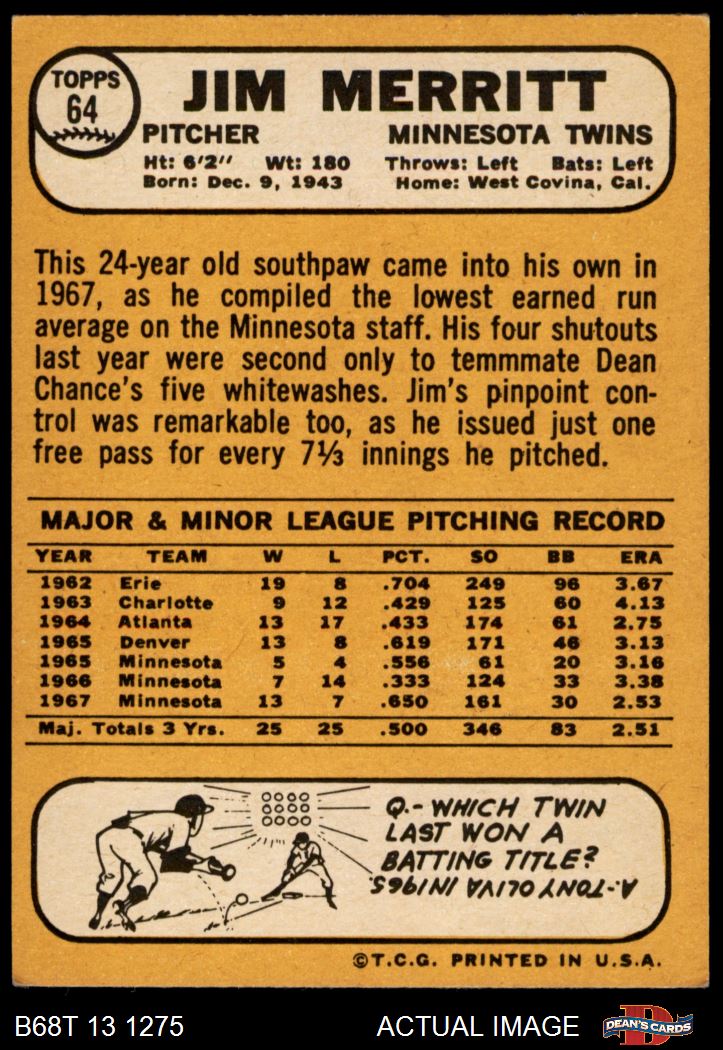 TOPPS
64
JIM MERRITT
PITCHER MINNESOTA TWINS
Ht: 6'2" Wt: 180 Throws: Left Bats: Left
Born: Dec. 9, 1943 Home: West Covina, Cal.
This 24-year old southpaw came into his own in
1967, as he compiled the lowest earned run
average on the Minnesota staff. His four shutouts
last year were second only to temmmate Dean
Chance's five whitewashes. Jim's pinpoint con-
trol was remarkable too, as he issued just one
free pass for every 7⅓ innings he pitched.
MAJOR & MINOR LEAGUE PITCHING RECORD
YEAR TEAM W L PCT. SO BB ERA
1962 Erie 19 8 .704 249 96 3.67
1963 Charlotte 9 12 .429 125 60 4.13
1964 Atlanta 13 17 .433 174 61 2.75
1965 Denver 13 8 .619 171 46 3.13
1965 Minnesota 5 4 .556 61 20 3.16
1966 Minnesota 7 14 .333 124 33 3.38
1967 Minnesota 13 7 .650 161 30 2.53
Maj. Totals 3 Yrs. 25 25 .500 346 83 2.51
Q.- WHICH TWIN
LAST WON A
BATTING TITLE?
A.-TONY OLIVA IN 1965
©T.C.G. PRINTED IN U.S.A.
B68T 13 1275 ACTUAL IMAGE DEAN'S CARDS